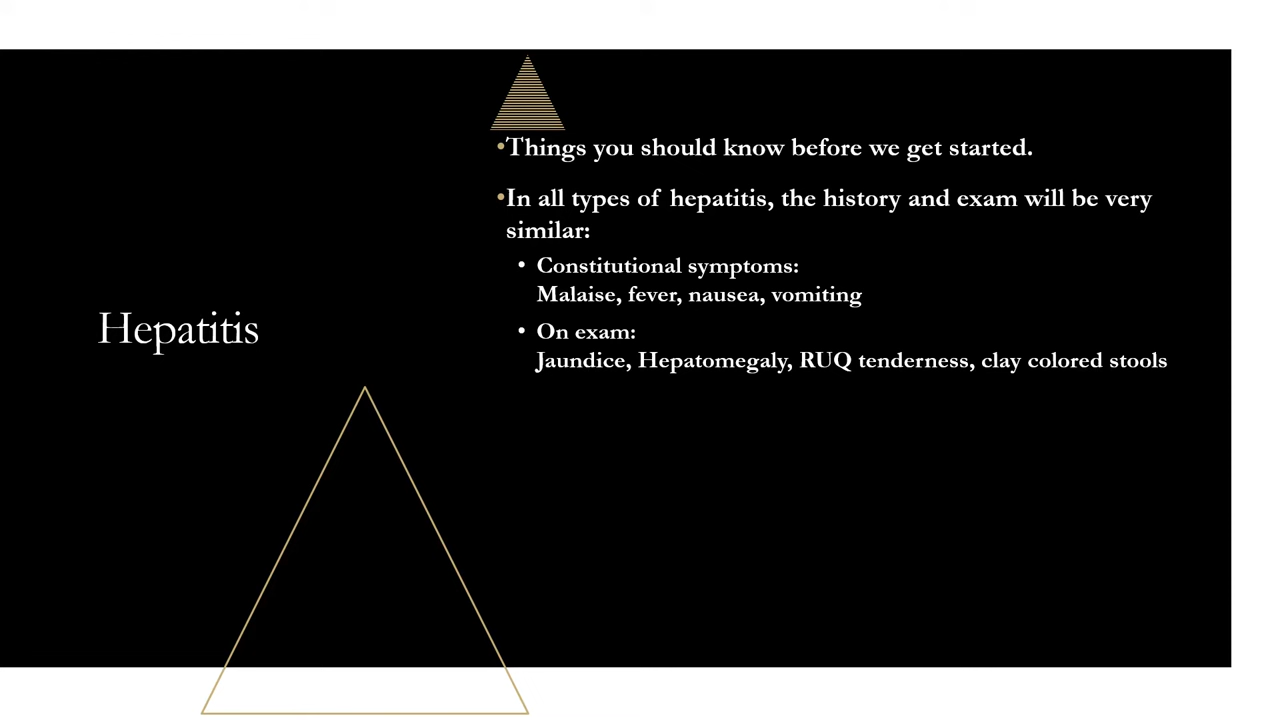 Hepatitis
•Things you should know before we get started.
•In all types of hepatitis, the history and exam will be very
similar:
• Constitutional symptoms:
Malaise, fever, nausea, vomiting
• On exam:
Jaundice, Hepatomegaly, RUQ tenderness, clay colored stools